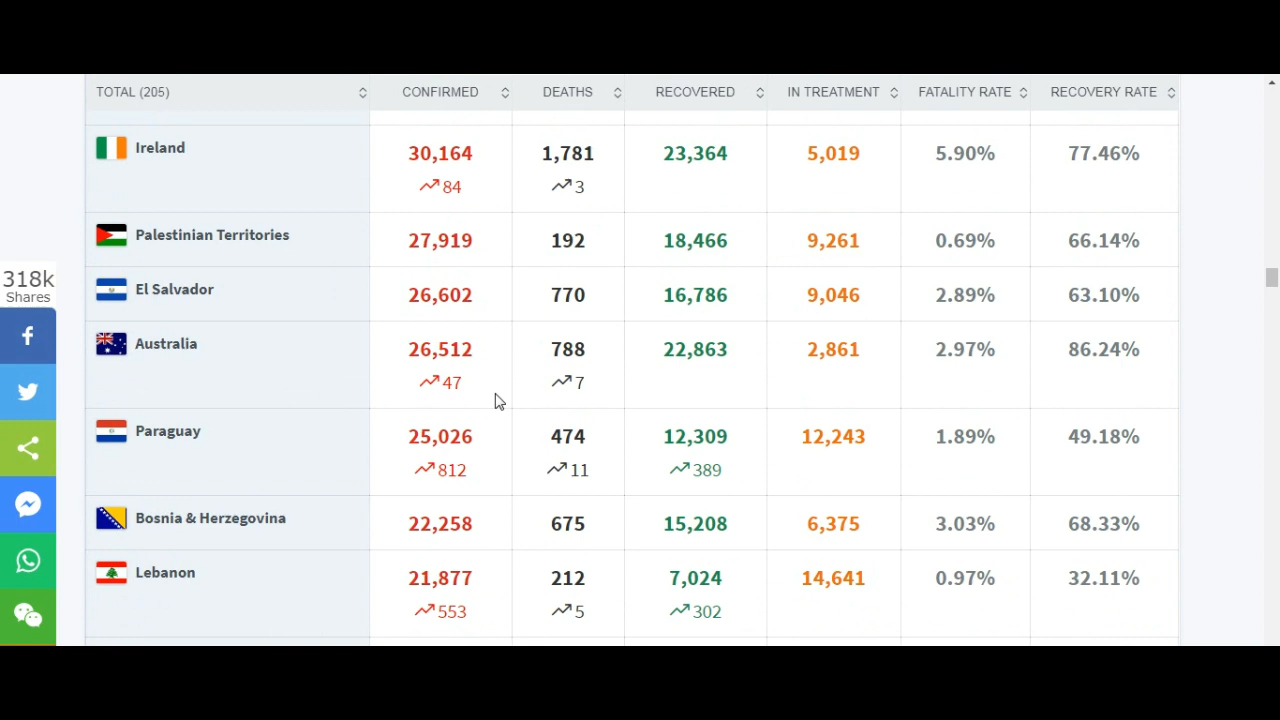 TOTAL (205) CONFIRMED DEATHS RECOVERED IN TREATMENT FATALITY RATE RECOVERY RATE
Ireland 30,164 1,781 23,364 5,019 5.90% 77.46%
84 3
Palestinian Territories 27,919 192 18,466 9,261 0.69% 66.14%
318k
Shares
El Salvador 26,602 770 16,786 9,046 2.89% 63.10%
Australia 26,512 788 22,863 2,861 2.97% 86.24%
47 7
Paraguay 25,026 474 12,309 12,243 1.89% 49.18%
812 11 389
Bosnia & Herzegovina 22,258 675 15,208 6,375 3.03% 68.33%
Lebanon 21,877 212 7,024 14,641 0.97% 32.11%
553 5 302